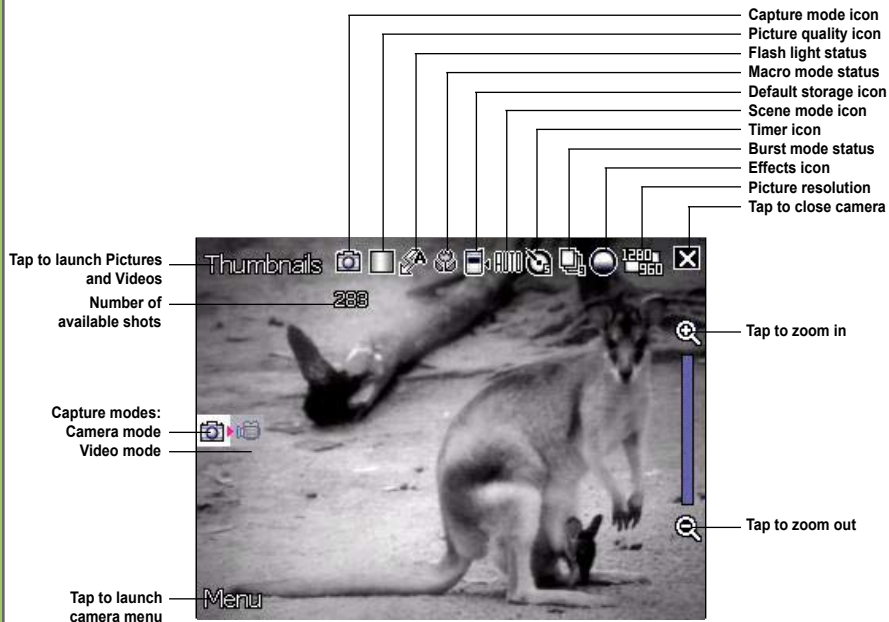 Capture mode icon
Picture quality icon
Flash light status
Macro mode status
Default storage icon
Scene mode icon
Timer icon
Burst mode status
Effects icon
Picture resolution
Tap to close camera
Tap to launch Pictures
and Videos
Thumbnails
A
AUTO
1280
960
Number of
available shots
283
Tap to zoom in
Capture modes:
Camera mode
Video mode
Tap to zoom out
Tap to launch
camera menu
Menu